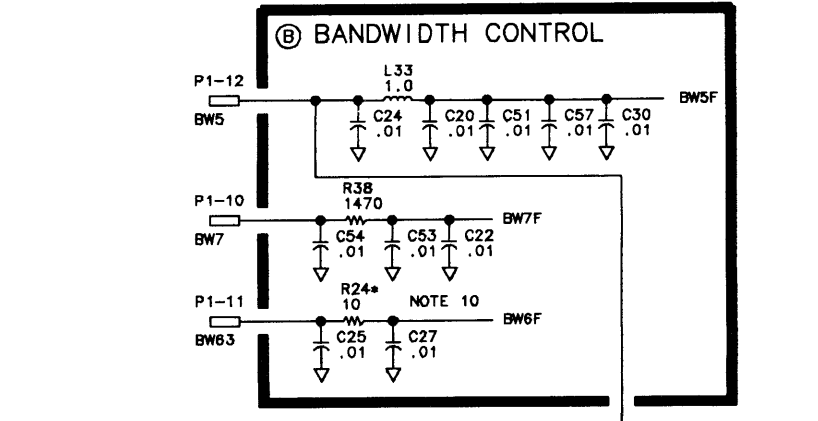 B BANDWIDTH CONTROL
P1-12
BW5
L33
1.0
C24
.01
C20
.01
C51
.01
C57
.01
C30
.01
BW5F
P1-10
BW7
R38
1470
C54
.01
C53
.01
C22
.01
BW7F
P1-11
BW63
R24*
10
NOTE 10
C25
.01
C27
.01
BW6F